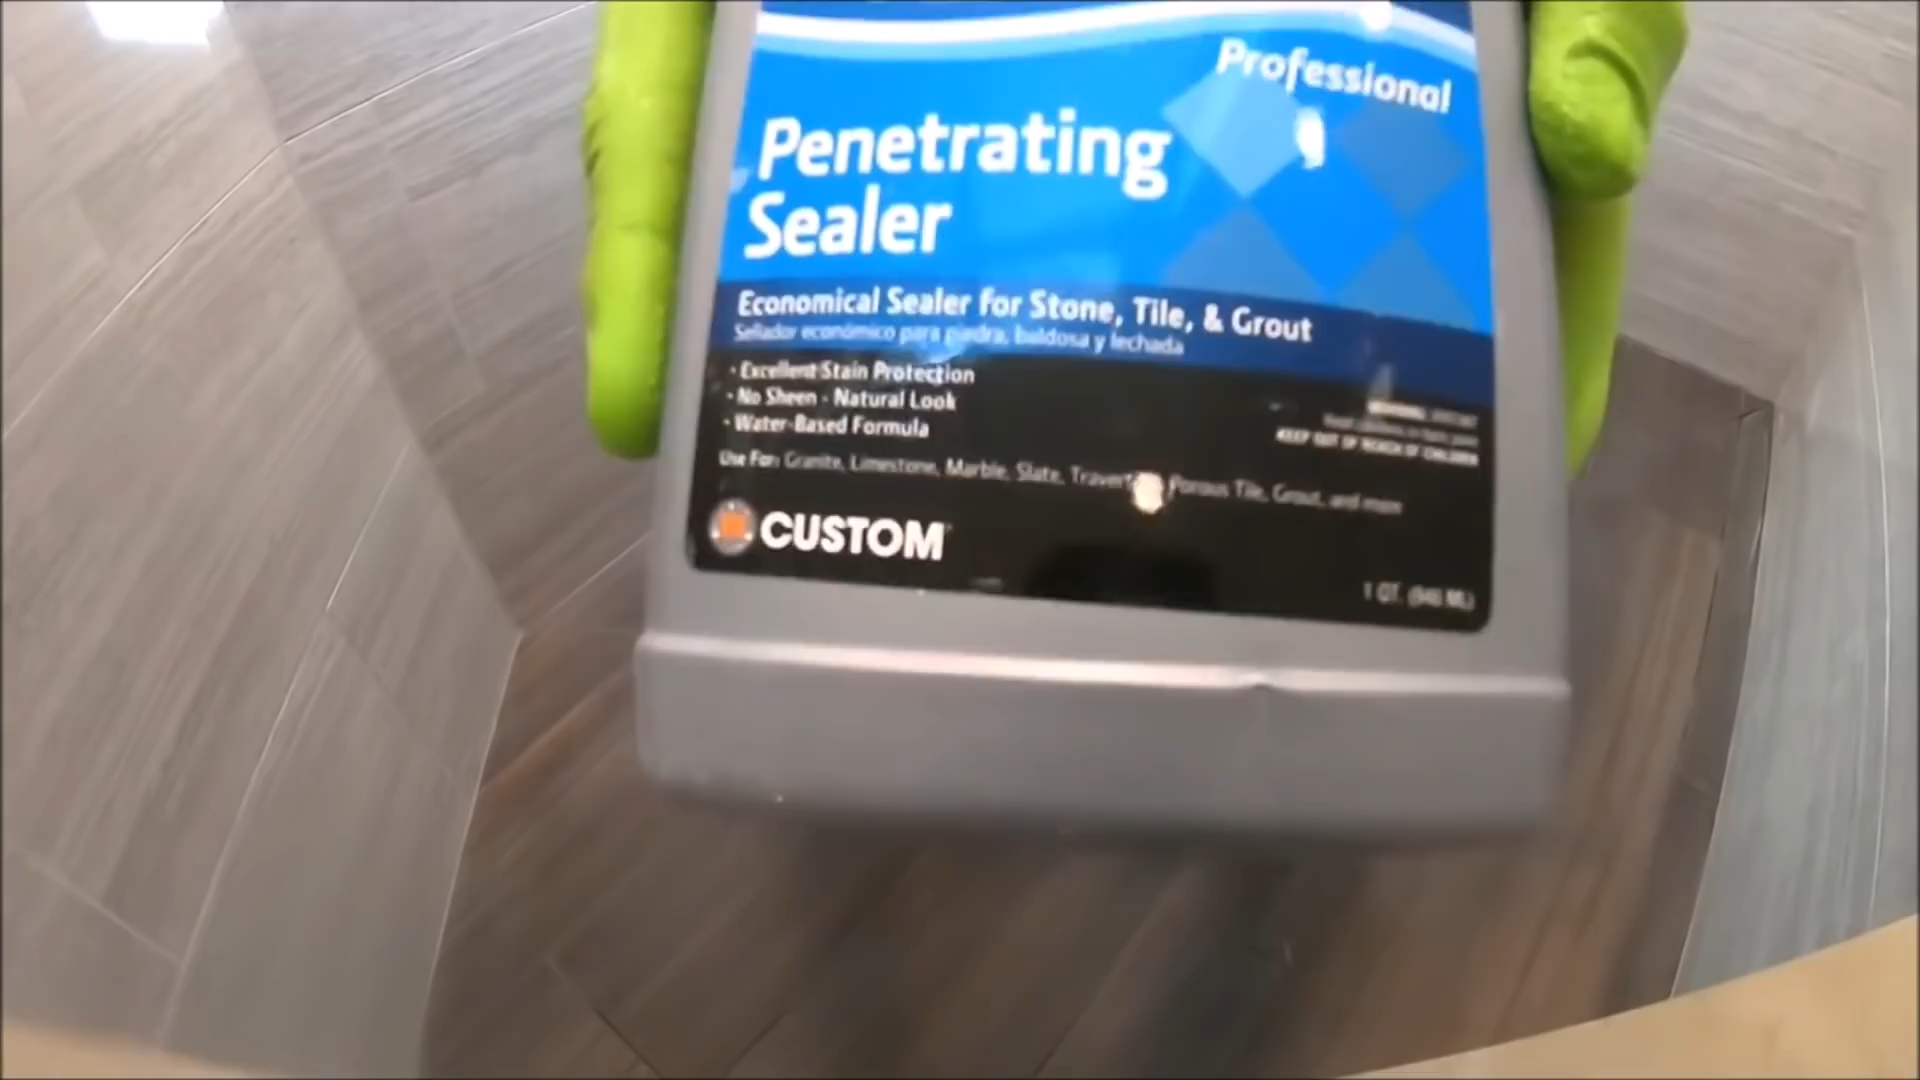 Professional
Penetrating
Sealer
Economical Sealer for Stone, Tile, & Grout
Sellador económico para piedra, baldosa y lechada
· Excellent Stain Protection
· No Sheen - Natural Look
· Water-Based Formula
KEEP OUT OF REACH OF CHILDREN
Use For: Granite, Limestone, Marble, Slate, Porous Tile, Grout, and more
CUSTOM
1 QT. (946 ML)